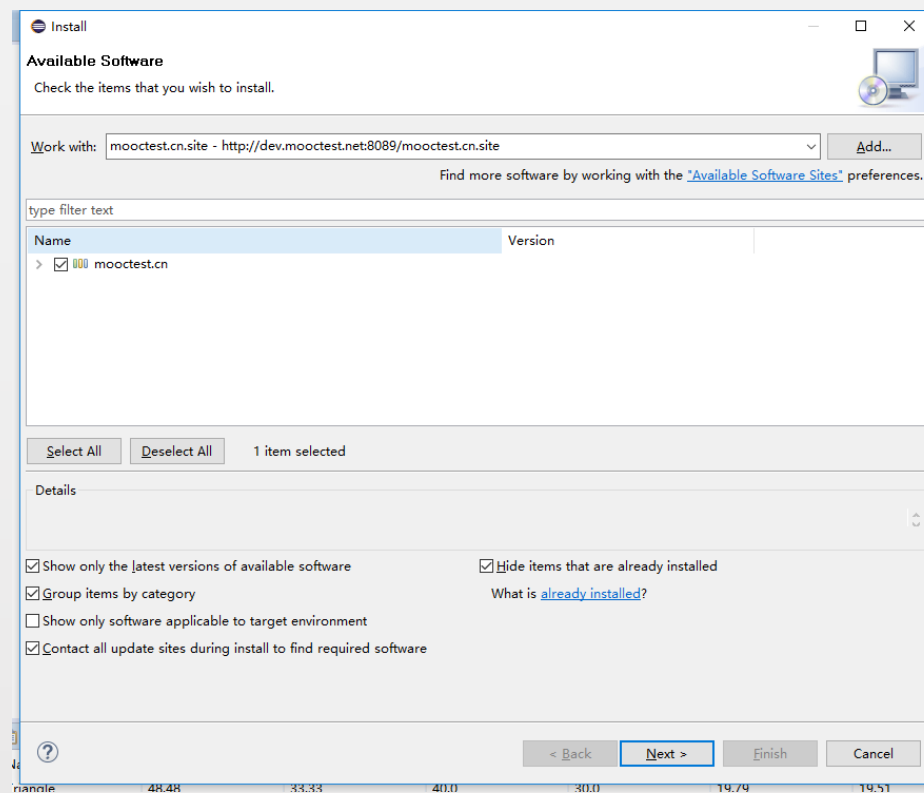 Install
Available Software
Check the items that you wish to install.
Work with: mooctest.cn.site - http://dev.mooctest.net:8089/mooctest.cn.site Add...
Find more software by working with the "Available Software Sites" preferences.
type filter text
Name Version
mooctest.cn
Select All Deselect All 1 item selected
Details
Show only the latest versions of available software Hide items that are already installed
Group items by category What is already installed?
Show only software applicable to target environment
Contact all update sites during install to find required software
? < Back Next > Finish Cancel
riangle 48.48 33.33 40.0 30.0 19.79 19.51